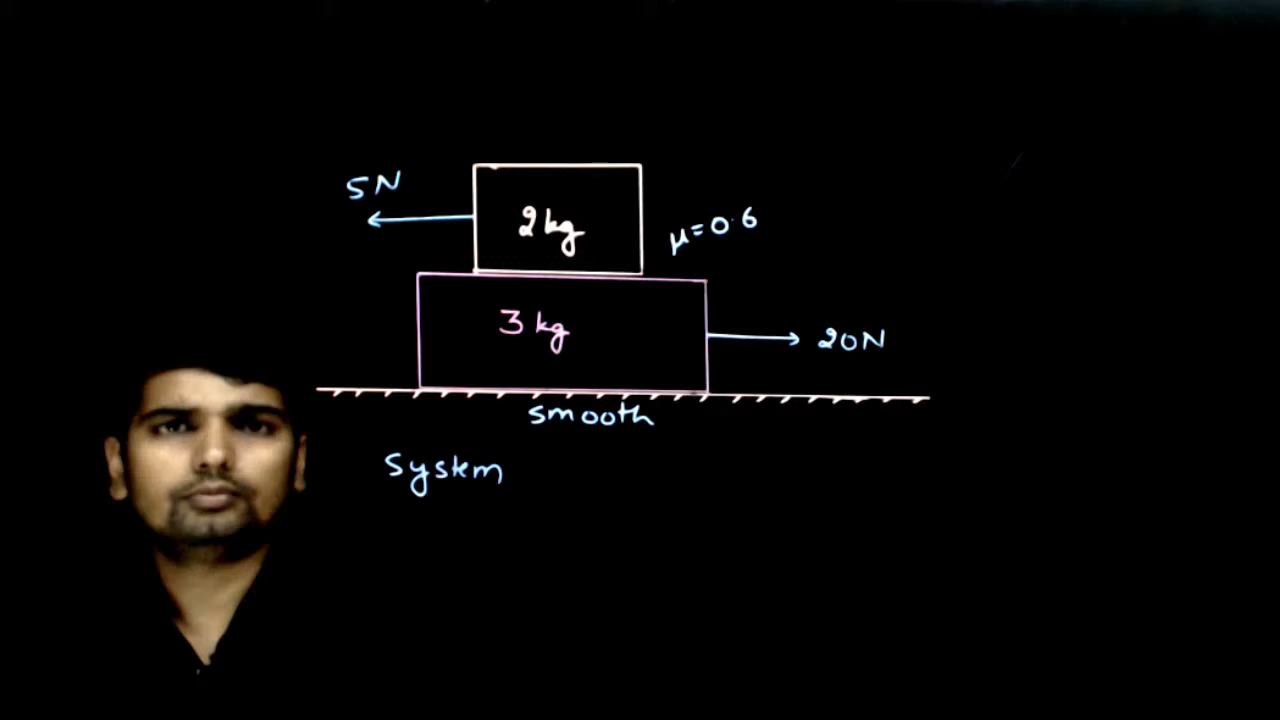 5N
2kg
μ=0.6
3 kg
20N
smooth
System